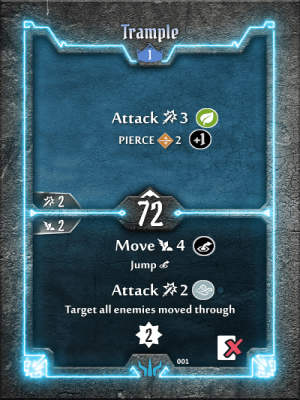 Trample
1
Attack 3
PIERCE 2 +1
2
72
2
Move 4
Jump
Attack 2
Target all enemies moved through
2
001